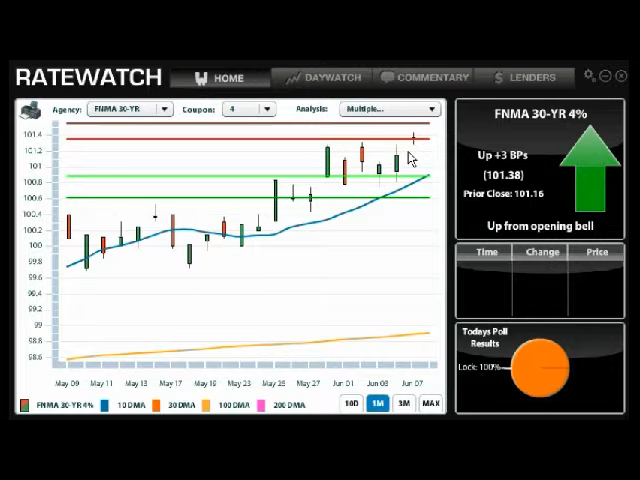 RATEWATCH
HOME
DAYWATCH
COMMENTARY
$ LENDERS
Agency: FNMA 30-YR
Coupon: 4
Analysis: Multiple...
101.4
101.2
101
100.8
100.6
100.4
100.2
100
99.8
99.6
99.4
99.2
99
98.8
98.6
May 09 May 11 May 13 May 17 May 19 May 23 May 25 May 27 Jun 01 Jun 03 Jun 07
FNMA 30-YR 4% 10 DMA 30 DMA 100 DMA 200 DMA
10D 1M 3M MAX
FNMA 30-YR 4%
Up +3 BPs
(101.38)
Prior Close: 101.16
Up from opening bell
Time Change Price
Todays Poll
Results
Lock: 100%